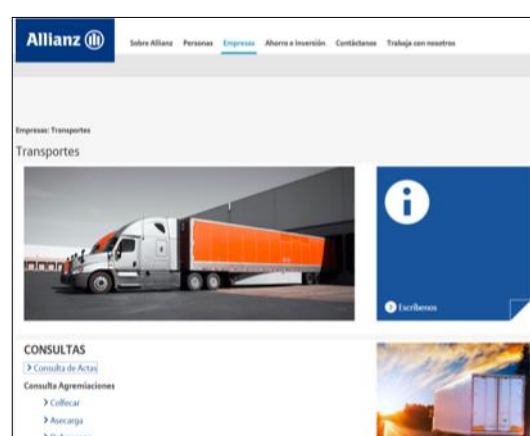 Allianz
Sobre Allianz Personas Empresas Ahorro e Inversión Contáctanos Trabaja con nosotros
Empresas: Transportes
Transportes
Escríbenos
CONSULTAS
Consulta de Actas
Consulta Agremiaciones
Colfecar
Asecarga